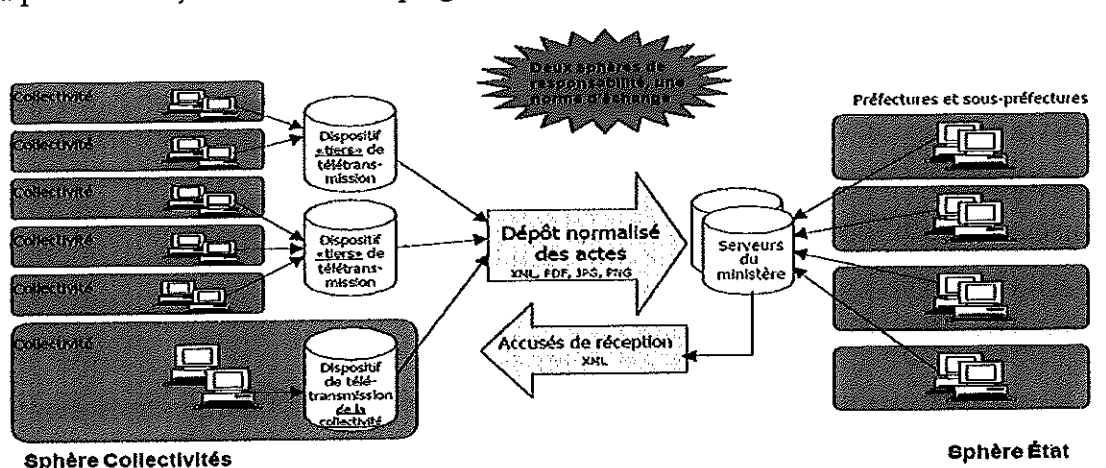 Deux sphères de
responsabilité, une
norme d'échange
Préfectures et sous-préfectures
Collectivité
Collectivité
Collectivité
Collectivité
Collectivité
Collectivité
Dispositif
«tiers» de
télétrans-
mission
Dispositif
«tiers» de
télétrans-
mission
Dispositif
de télé-
transmission
de la
collectivité
Dépôt normalisé
des actes
XML, PDF, JPG, PNG
Accusés de réception
XML
Serveurs
du
ministère
Sphère Collectivités
Sphère État